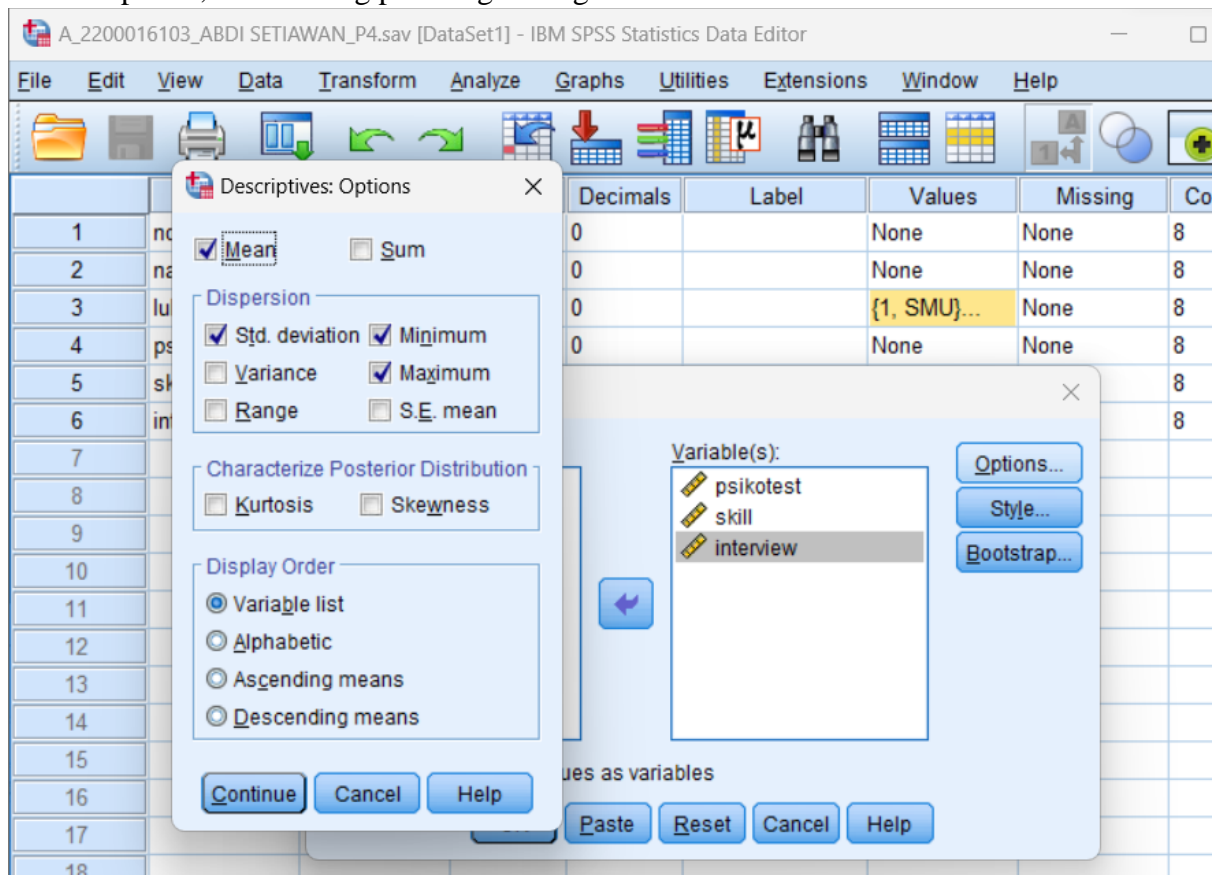 A_2200016103_ABDI SETIAWAN_P4.sav [DataSet1] - IBM SPSS Statistics Data Editor
File Edit View Data Transform Analyze Graphs Utilities Extensions Window Help
Decimals Label Values Missing
1 0 None None 8
2 0 None None 8
3 0 {1, SMU}... None 8
4 0 None None 8
5 8
6 8
7
8
9
10
11
12
13
14
15
16
17
18
Descriptives: Options
Mean Sum
Dispersion
Std. deviation Minimum
Variance Maximum
Range S.E. mean
Characterize Posterior Distribution
Kurtosis Skewness
Display Order
Variable list
Alphabetic
Ascending means
Descending means
Continue Cancel Help
Variable(s):
psikotest
skill
interview
Options...
Style...
Bootstrap...
as variables
Paste Reset Cancel Help